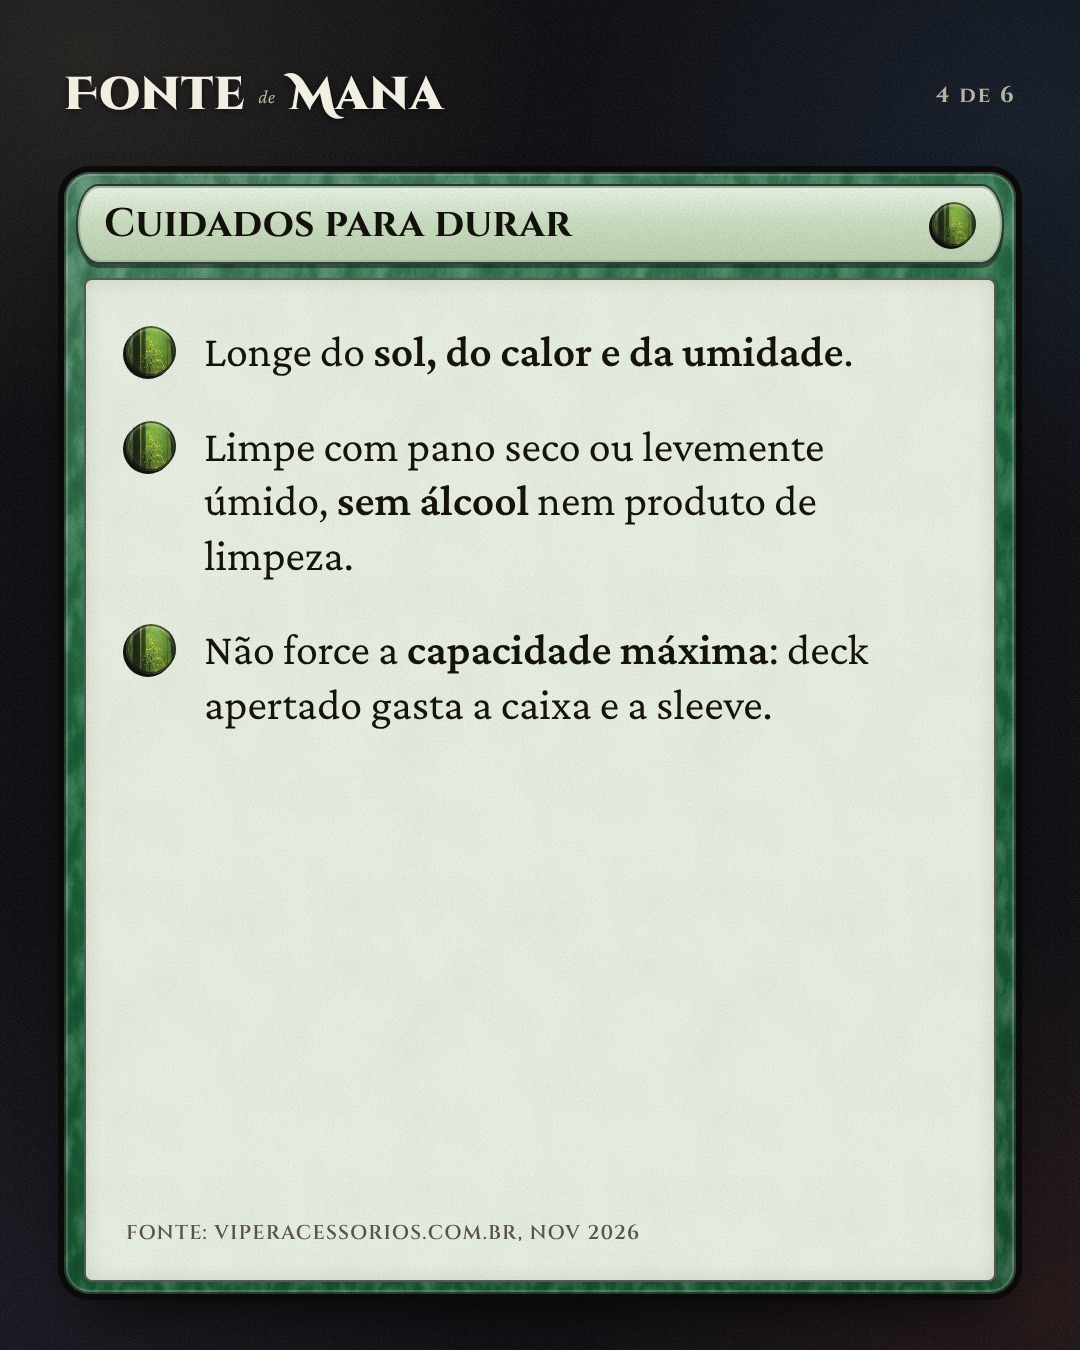 FONTE de MANA
4 DE 6
CUIDADOS PARA DURAR
Longe do sol, do calor e da umidade.
Limpe com pano seco ou levemente
úmido, sem álcool nem produto de
limpeza.
Não force a capacidade máxima: deck
apertado gasta a caixa e a sleeve.
FONTE: VIPERACESSORIOS.COM.BR, NOV 2026